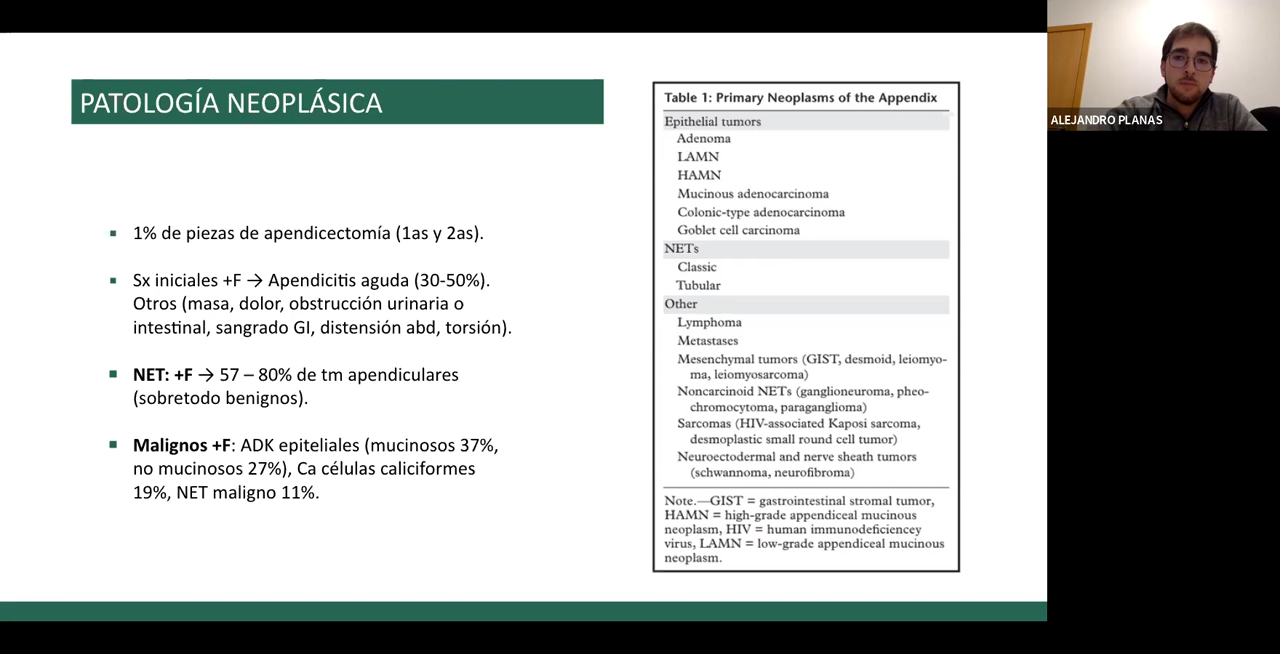 PATOLOGÍA NEOPLÁSICA
▪ 1% de piezas de apendicectomía (1as y 2as).
▪ Sx iniciales +F → Apendicitis aguda (30-50%).
Otros (masa, dolor, obstrucción urinaria o
intestinal, sangrado GI, distensión abd, torsión).
▪ NET: +F → 57 – 80% de tm apendiculares
(sobretodo benignos).
▪ Malignos +F: ADK epiteliales (mucinosos 37%,
no mucinosos 27%), Ca células caliciformes
19%, NET maligno 11%.
Table 1: Primary Neoplasms of the Appendix
Epithelial tumors
Adenoma
LAMN
HAMN
Mucinous adenocarcinoma
Colonic-type adenocarcinoma
Goblet cell carcinoma
NETs
Classic
Tubular
Other
Lymphoma
Metastases
Mesenchymal tumors (GIST, desmoid, leiomyo-
ma, leiomyosarcoma)
Noncarcinoid NETs (ganglioneuroma, pheo-
chromocytoma, paraganglioma)
Sarcomas (HIV-associated Kaposi sarcoma,
desmoplastic small round cell tumor)
Neuroectodermal and nerve sheath tumors
(schwannoma, neurofibroma)
Note.—GIST = gastrointestinal stromal tumor,
HAMN = high-grade appendiceal mucinous
neoplasm, HIV = human immunodeficiencey
virus, LAMN = low-grade appendiceal mucinous
neoplasm.
ALEJANDRO PLANAS